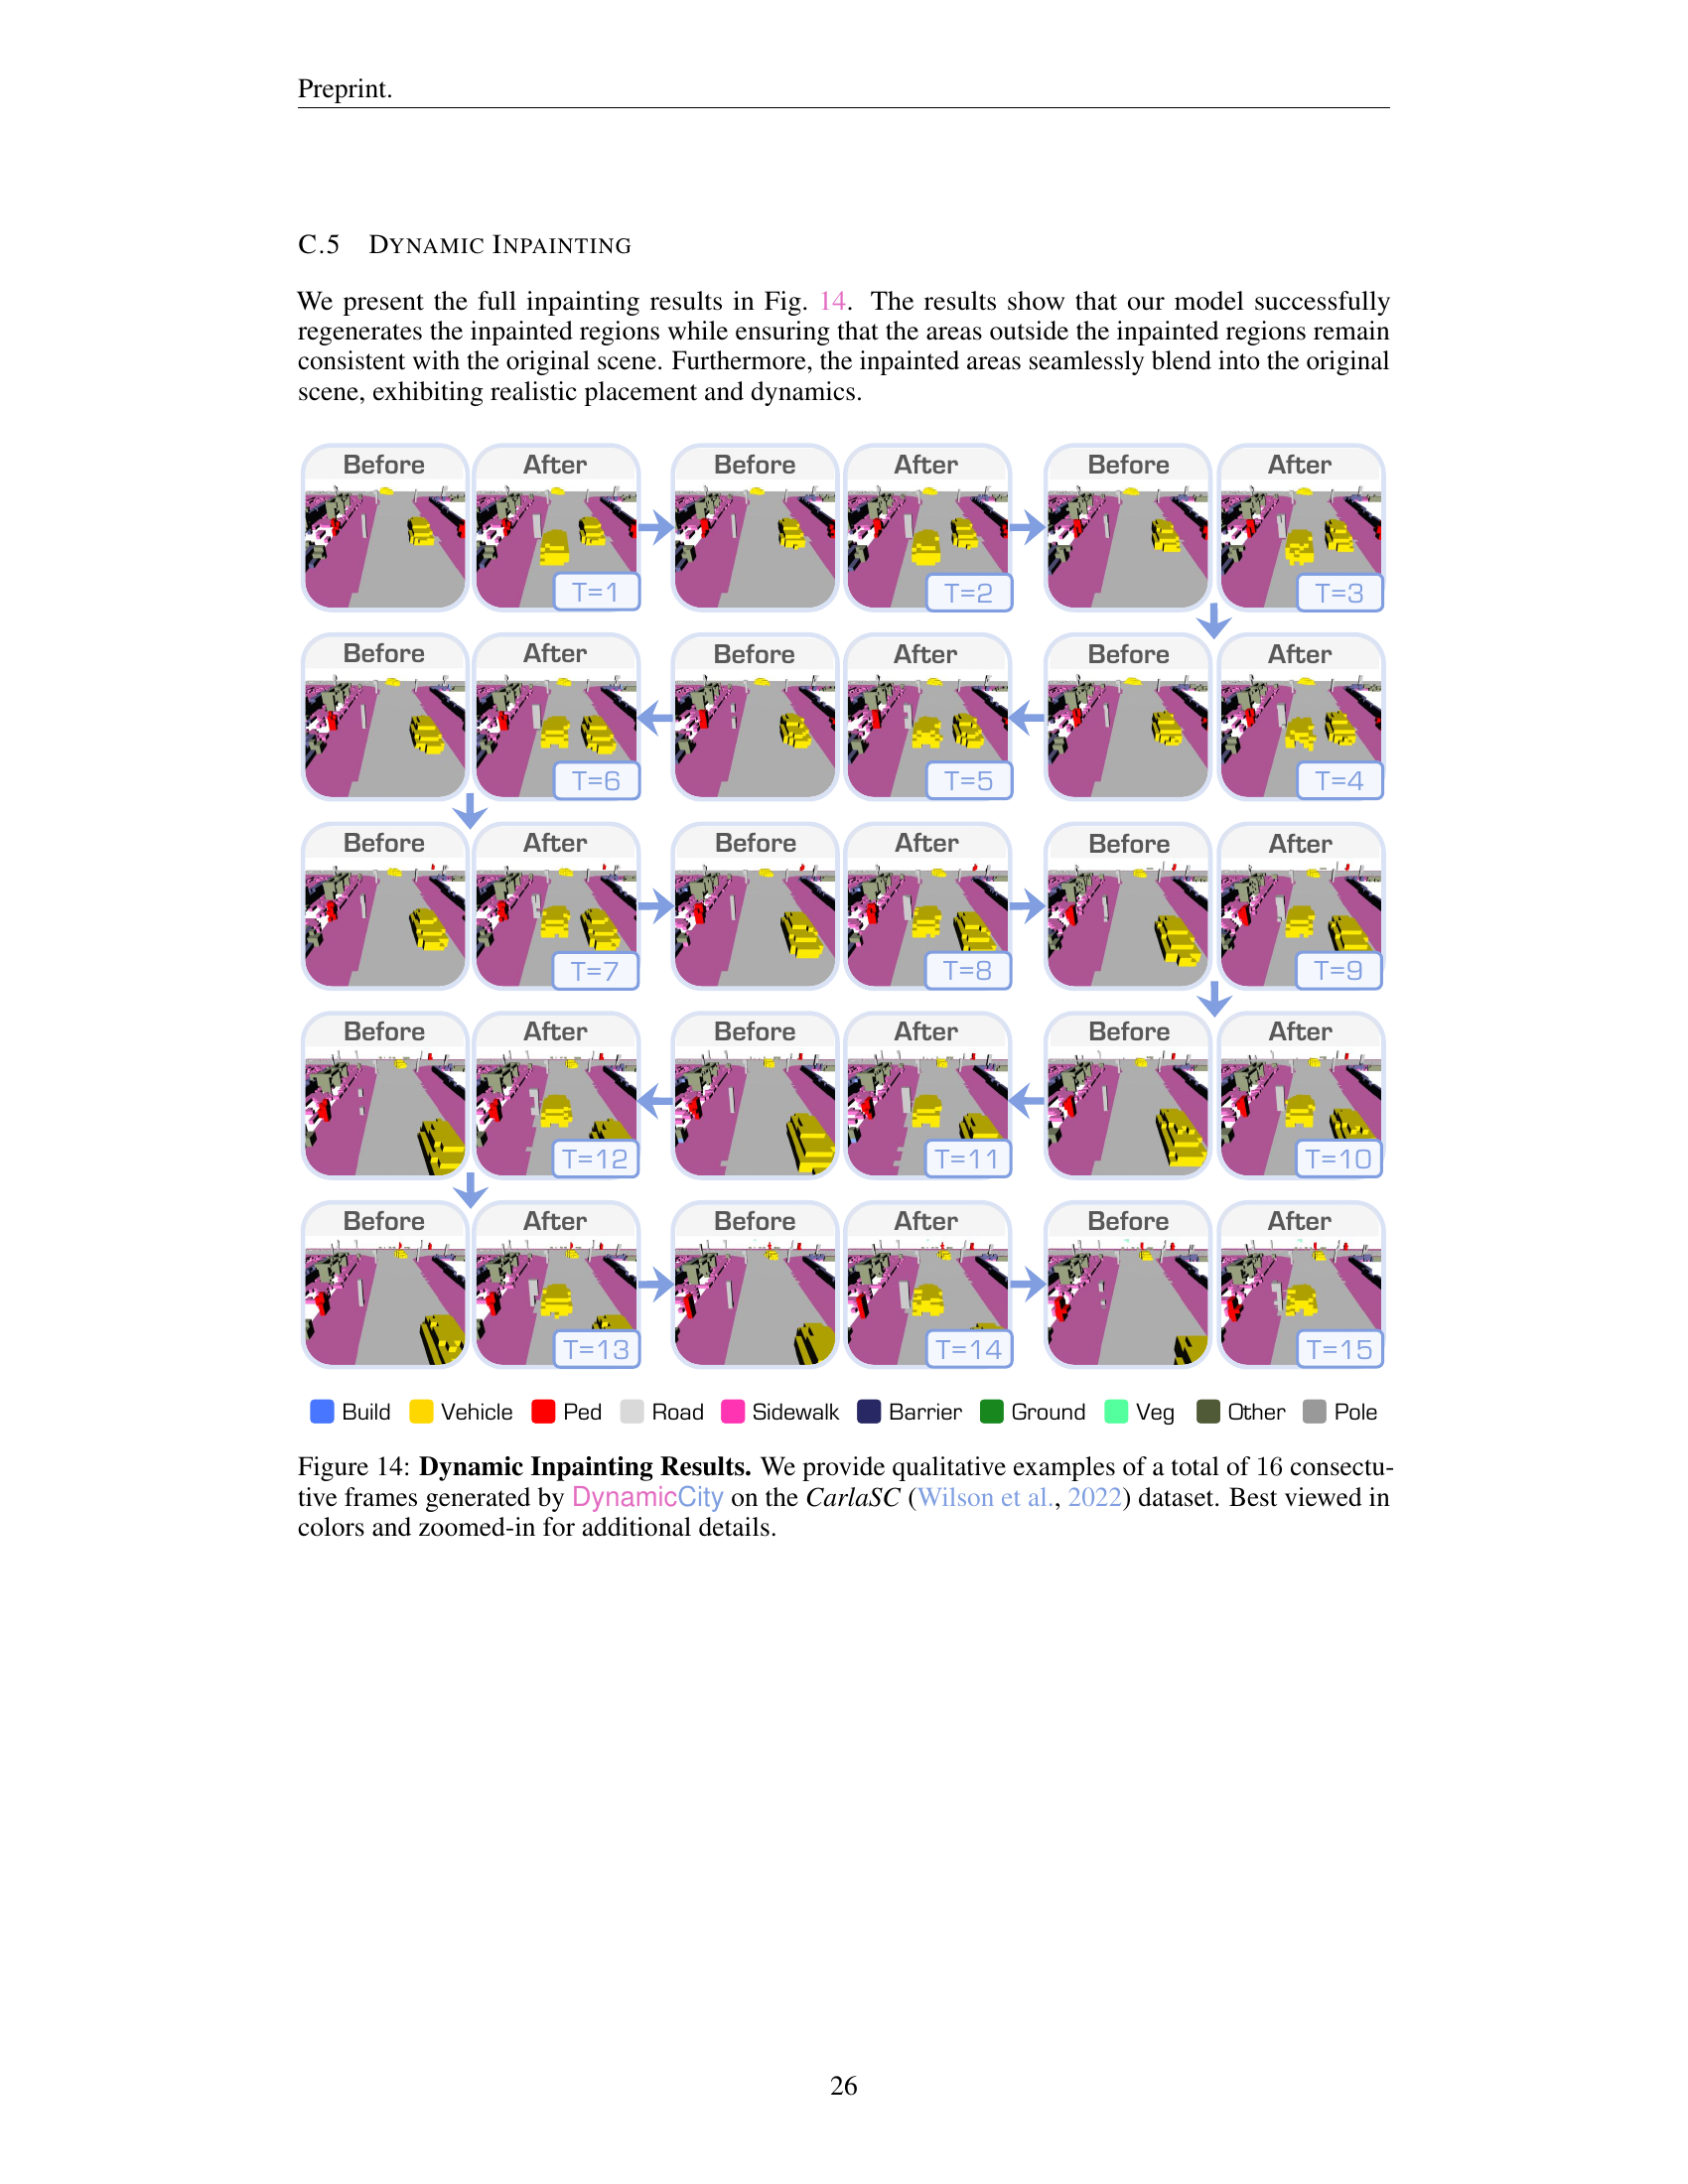 Preprint.
C.5 DYNAMIC INPAINTING
We present the full inpainting results in Fig. 14. The results show that our model successfully
regenerates the inpainted regions while ensuring that the areas outside the inpainted regions remain
consistent with the original scene. Furthermore, the inpainted areas seamlessly blend into the original
scene, exhibiting realistic placement and dynamics.
Before After Before After Before After
T=1 T=2 T=3
Before After Before After Before After
T=6 T=5 T=4
Before After Before After Before After
T=7 T=8 T=9
Before After Before After Before After
T=12 T=11 T=10
Before After Before After Before After
T=13 T=14 T=15
Build Vehicle Ped Road Sidewalk Barrier Ground Veg Other Pole
Figure 14: Dynamic Inpainting Results. We provide qualitative examples of a total of 16 consecu-
tive frames generated by DynamicCity on the CarlaSC (Wilson et al., 2022) dataset. Best viewed in
colors and zoomed-in for additional details.
26